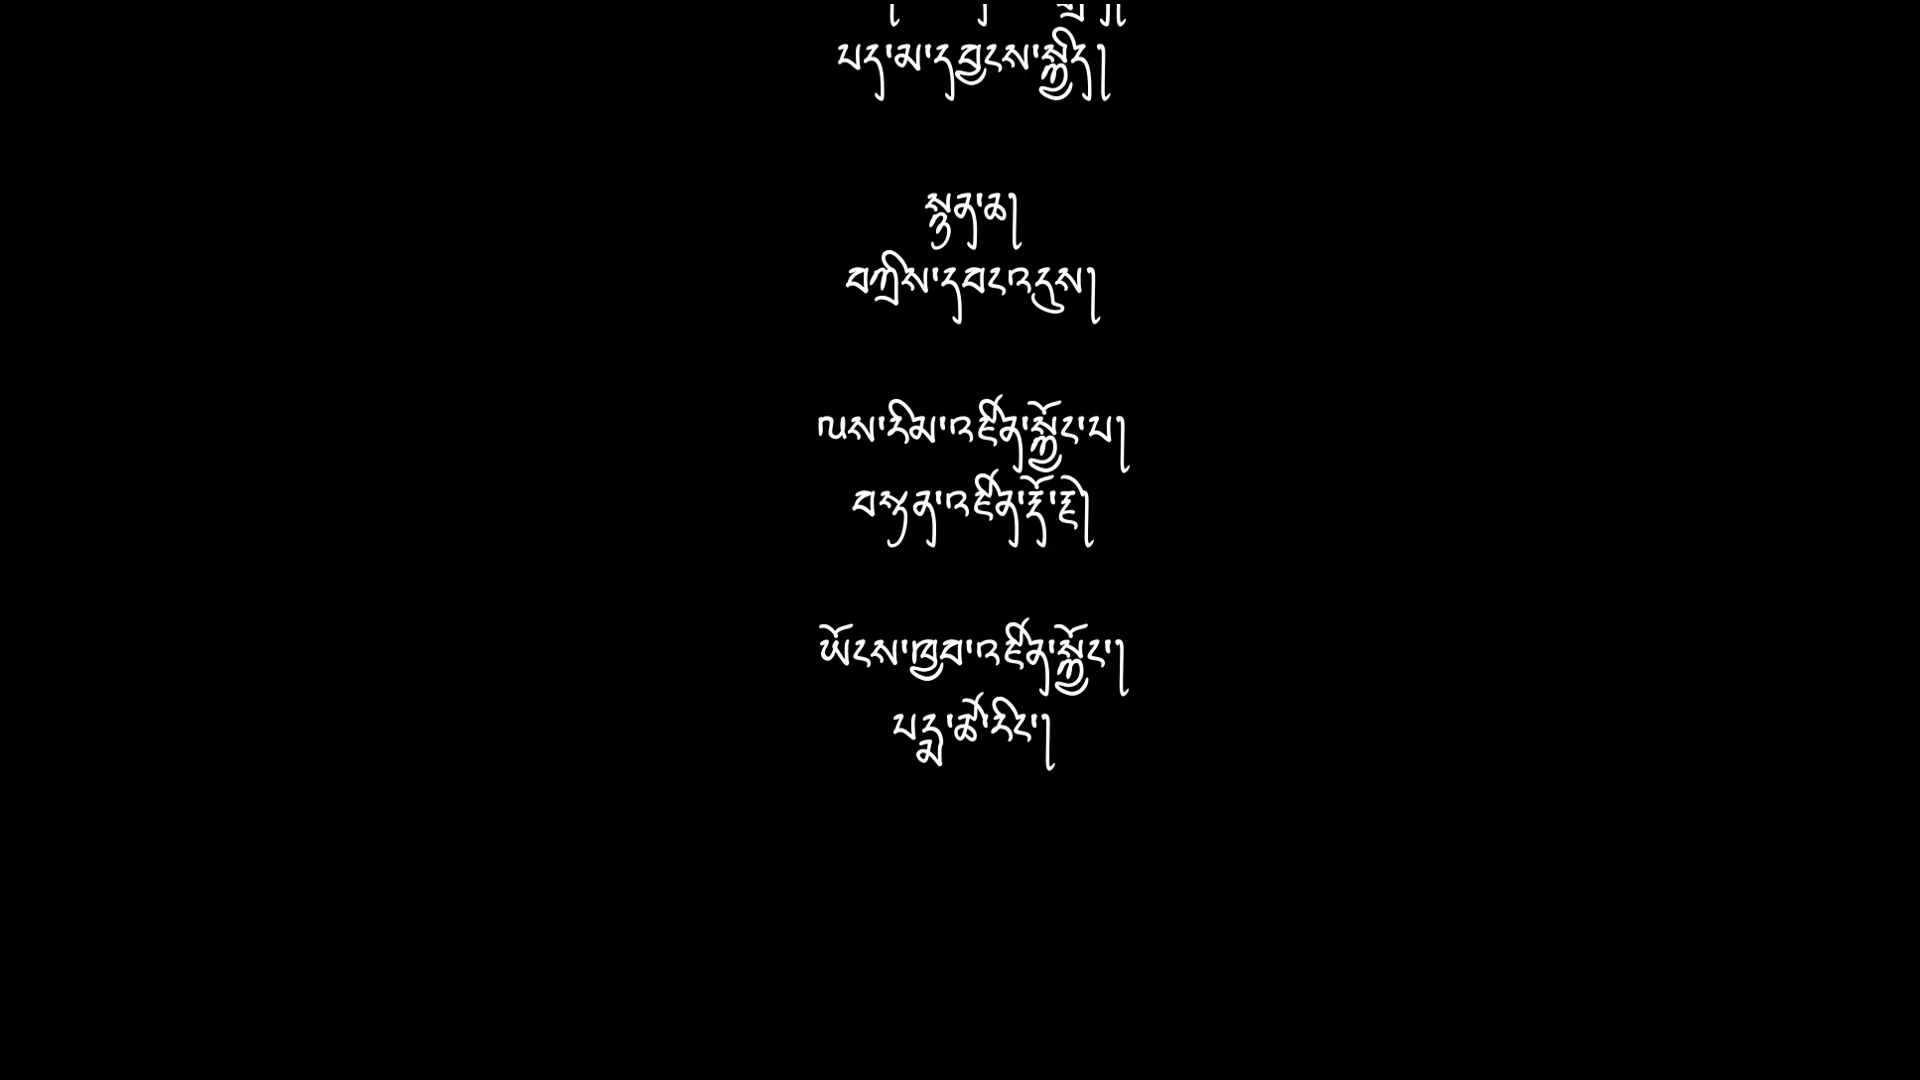 པད་མ་དབྱངས་སྐྱིད།
སྙན་ཆ།
བཀྲིས་དབང་འདུས།
ལས་རིམ་འཛིན་སྐྱོང་པ།
བསྟན་འཛིན་རྡོ་རྗེ།
ཡོངས་ཁྱབ་འཛིན་སྐྱོང་།
པདྨ་ཚེ་རིང་།